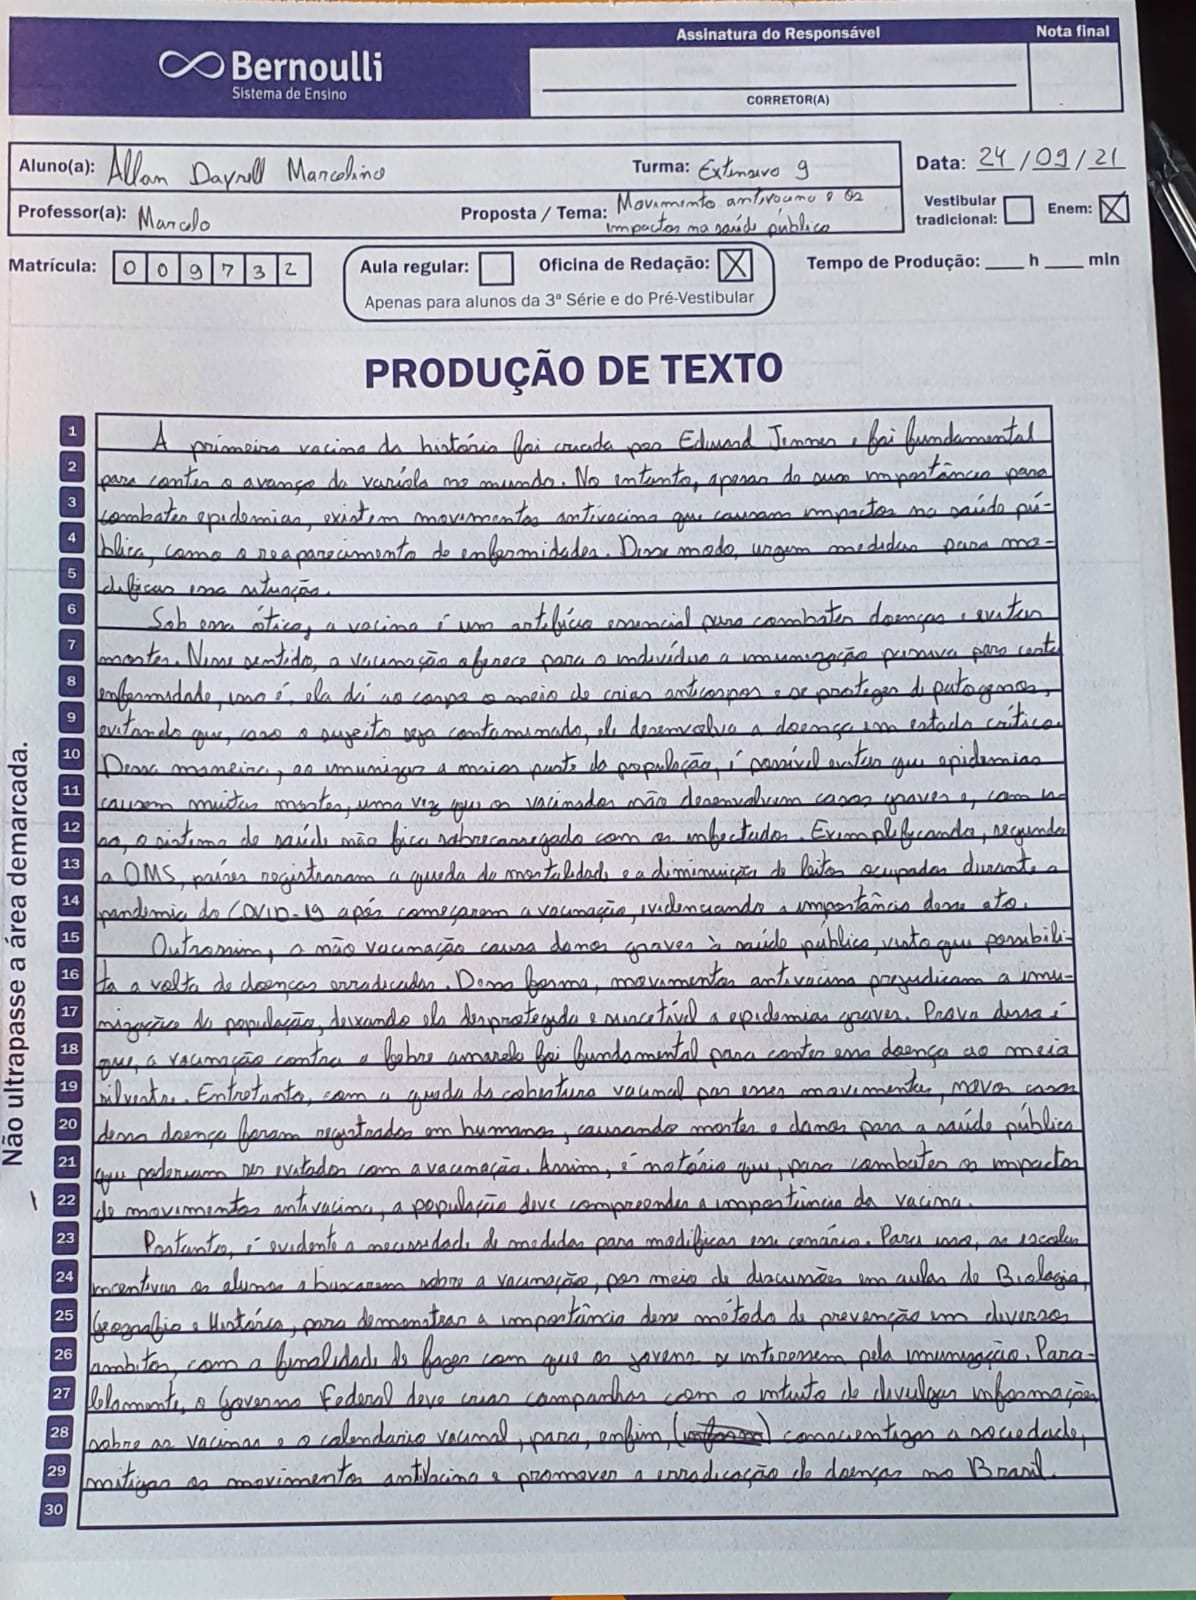 Bernoulli
Sistema de Ensino
Assinatura do Responsável
Nota final
CORRETOR(A)
Aluno(a): Allan Dayrell Marcelino
Turma: Extensivo 9
Data: 24/09/21
Professor(a): Marcelo
Proposta / Tema: Movimento antivacina e os
impactos na saúde pública
Vestibular tradicional:
Enem: X
Matrícula: 009732
Aula regular:
Oficina de Redação: X
Apenas para alunos da 3ª Série e do Pré-Vestibular
Tempo de Produção: ____ h ____ min
PRODUÇÃO DE TEXTO
Não ultrapasse a área demarcada.
1 A primeira vacina da história foi criada por Edward Jenner e foi fundamental
2 para conter o avanço da varíola no mundo. No entanto, apesar de sua importância para
3 combater epidemias, existem movimentos antivacina que causam impactos na saúde pú-
4 blica, como o reaparecimento de enfermidades. Desse modo, urgem medidas para mo-
5 dificar essa situação.
6 Sob essa ótica, a vacina é um artifício essencial para combater doenças e evitar
7 mortes. Nesse sentido, a vacinação oferece para o indivíduo a imunização passiva para certa
8 enfermidade, isso é, ela dá ao corpo o meio de criar anticorpos e se proteger de patogenos,
9 evitando que, caso o sujeito seja contaminado, ele desenvolva a doença em estado crítico.
10 Dessa maneira, ao imunizar a maior parte da população, é possível evitar que epidemias
11 causem muitas mortes, uma vez que os vacinados não desenvolvem casos graves e, com is-
12 so, o sistema de saúde não fica sobrecarregado com os infectados. Exemplificando, segundo
13 a OMS, países registraram a queda da mortalidade e a diminuição de leitos ocupados durante a
14 pandemia do COVID-19 após começarem a vacinação, evidenciando a importância desse ato.
15 Outrossim, a não vacinação causa danos graves à saúde pública, visto que possibili-
16 ta a volta de doenças erradicadas. Dessa forma, movimentos antivacina prejudicam a imu-
17 nização da população, deixando ela desprotegida e suscetível a epidemias graves. Prova disso é
18 que, a vacinação contra a febre amarela foi fundamental para conter essa doença ao meio
19 silvestre. Entretanto, com a queda da cobertura vacinal por esses movimentos, novos casos
20 dessa doença foram registrados em humanos, causando mortes e danos para a saúde pública
21 que poderiam ser evitados com a vacinação. Assim, é notório que, para combater os impactos
22 de movimentos antivacina, a população deve compreender a importância da vacina.
23 Portanto, é evidente a necessidade de medidas para modificar esse cenário. Para isso, as escolas
24 incentivar os alunos a buscarem sobre a vacinação, por meio de discussões em aulas de Biologia,
25 Geografia e História, para demonstrar a importância desse método de prevenção em diversos
26 ambitos, com a finalidade de fazer com que os jovens se interessem pela imunização. Para-
27 lelamente, o Governo Federal deve criar campanhas com o intuito de divulgar informações
28 sobre as vacinas e o calendario vacinal, para, enfim, conscientizar a sociedade,
29 mitigar os movimentos antivacina e promover a erradicação de doenças no Brasil.
30